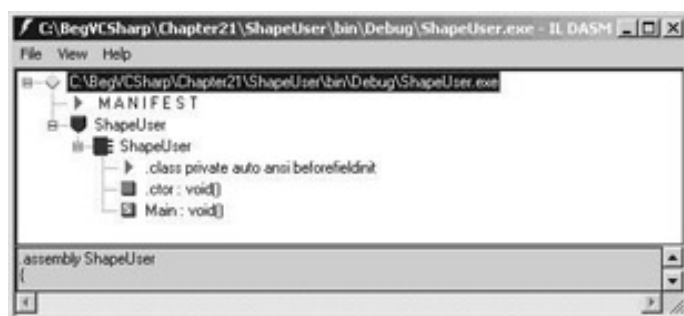 C:\BegVCSharp\Chapter21\ShapeUser\bin\Debug\ShapeUser.exe - IL DASM
File View Help
C:\BegVCSharp\Chapter21\ShapeUser\bin\Debug\ShapeUser.exe
MANIFEST
ShapeUser
ShapeUser
.class private auto ansi beforefieldinit
.ctor : void()
S Main : void()
.assembly ShapeUser
{